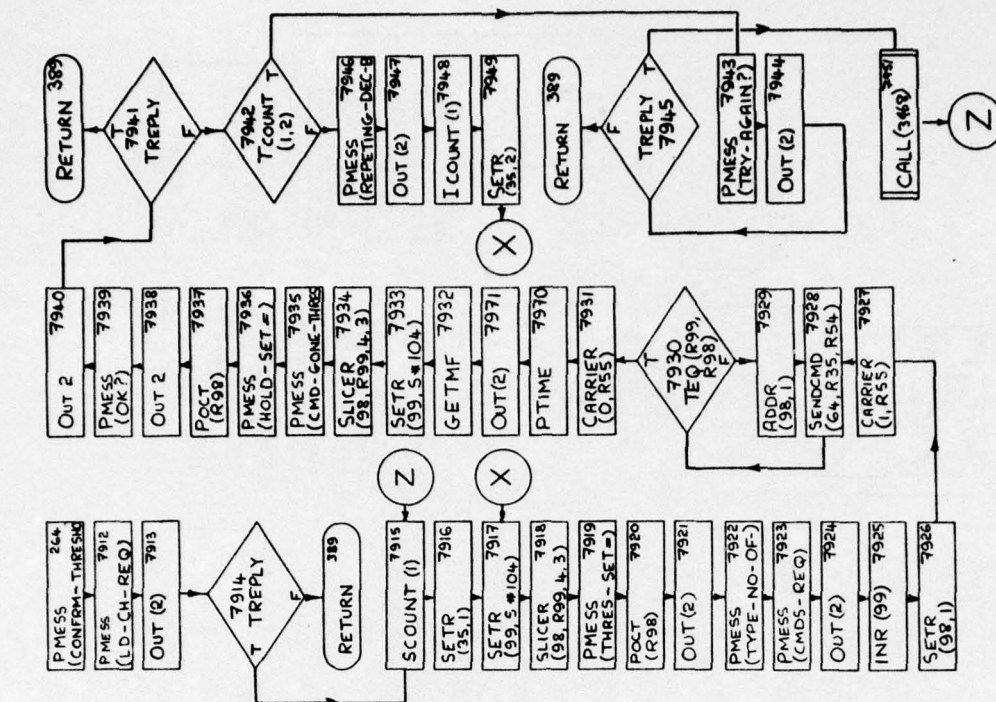 264
PMESS
(CONFRM-THRESHO
7912
PMESS
(LD-CH-REQ)
7913
OUT (2)
7914
TREPLY
T
F
389
RETURN
7915
SCOUNT (1)
Z
7916
SETR
(35,1)
7917
SETR
(99, S*104)
X
7918
SLICER
(98, R99, 4, 3)
7919
PMESS
(THRES-SET=)
7920
POCT
(R98)
7921
OUT (2)
7922
PMESS
(TYPE-NO-OF-)
7923
PMESS
(CMDS-REQ)
7924
OUT (2)
7925
INR (99)
7926
SETR
(98,1)
7927
CARRIER
(1, R55)
7928
SENDCMD
(64, R35, R54)
7929
ADDR
(98,1)
7930
TEQ (R99,
R98)
T
F
7931
CARRIER
(0, R55)
7970
PTIME
7971
OUT (2)
7932
GETMF
7933
SETR
(99, S*104)
7934
SLICER
(98, R99, 4, 3)
7935
PMESS
(CMD-GONE-THRES
7936
PMESS
(HOLD-SET=)
7937
POCT
(R98)
7938
OUT 2
7939
PMESS
(OK?)
7940
OUT 2
389
RETURN
T
7941
TREPLY
F
7942
TCOUNT
(1,2)
T
F
7946
PMESS
(REPETING-DEC-B
7947
OUT (2)
7948
ICOUNT (1)
7949
SETR
(35,2)
X
389
RETURN
TREPLY
7945
T
F
7943
PMESS
(TRY-AGAIN?)
7944
OUT (2)
CALL (3468)
Z